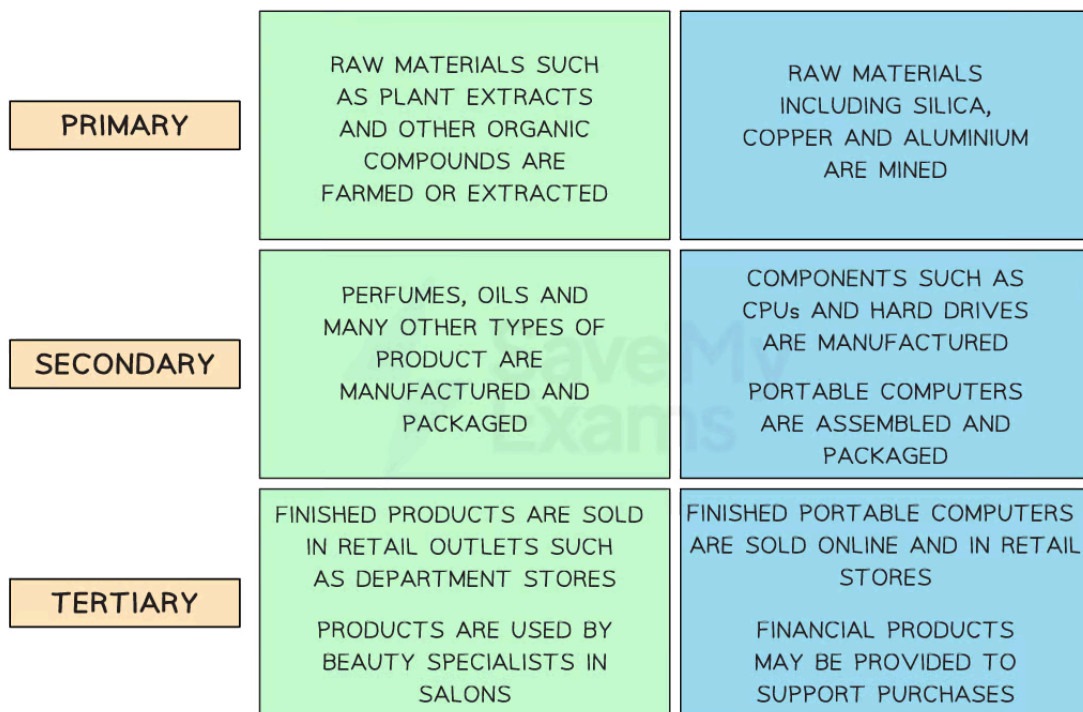 PRIMARY
RAW MATERIALS SUCH
AS PLANT EXTRACTS
AND OTHER ORGANIC
COMPOUNDS ARE
FARMED OR EXTRACTED
RAW MATERIALS
INCLUDING SILICA,
COPPER AND ALUMINIUM
ARE MINED
SECONDARY
PERFUMES, OILS AND
MANY OTHER TYPES OF
PRODUCT ARE
MANUFACTURED AND
PACKAGED
COMPONENTS SUCH AS
CPUs AND HARD DRIVES
ARE MANUFACTURED
PORTABLE COMPUTERS
ARE ASSEMBLED AND
PACKAGED
SaveMy
Exams
TERTIARY
FINISHED PRODUCTS ARE SOLD
IN RETAIL OUTLETS SUCH
AS DEPARTMENT STORES
PRODUCTS ARE USED BY
BEAUTY SPECIALISTS IN
SALONS
FINISHED PORTABLE COMPUTERS
ARE SOLD ONLINE AND IN RETAIL
STORES
FINANCIAL PRODUCTS
MAY BE PROVIDED TO
SUPPORT PURCHASES